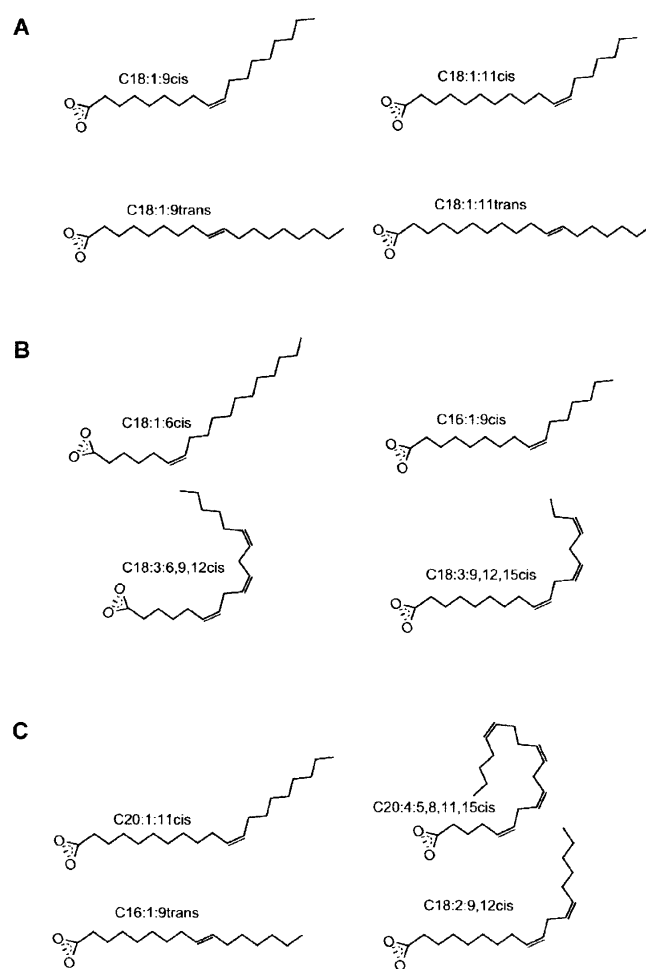 A
C18:1:9cis
C18:1:11cis
O
O
O
O
C18:1:9trans
C18:1:11trans
O
O
O
O
B
C18:1:6cis
C16:1:9cis
O
O
O
O
C18:3:6,9,12cis
C18:3:9,12,15cis
O
O
O
O
C
C20:1:11cis
C20:4:5,8,11,15cis
O
O
O
O
C16:1:9trans
C18:2:9,12cis
O
O
O
O